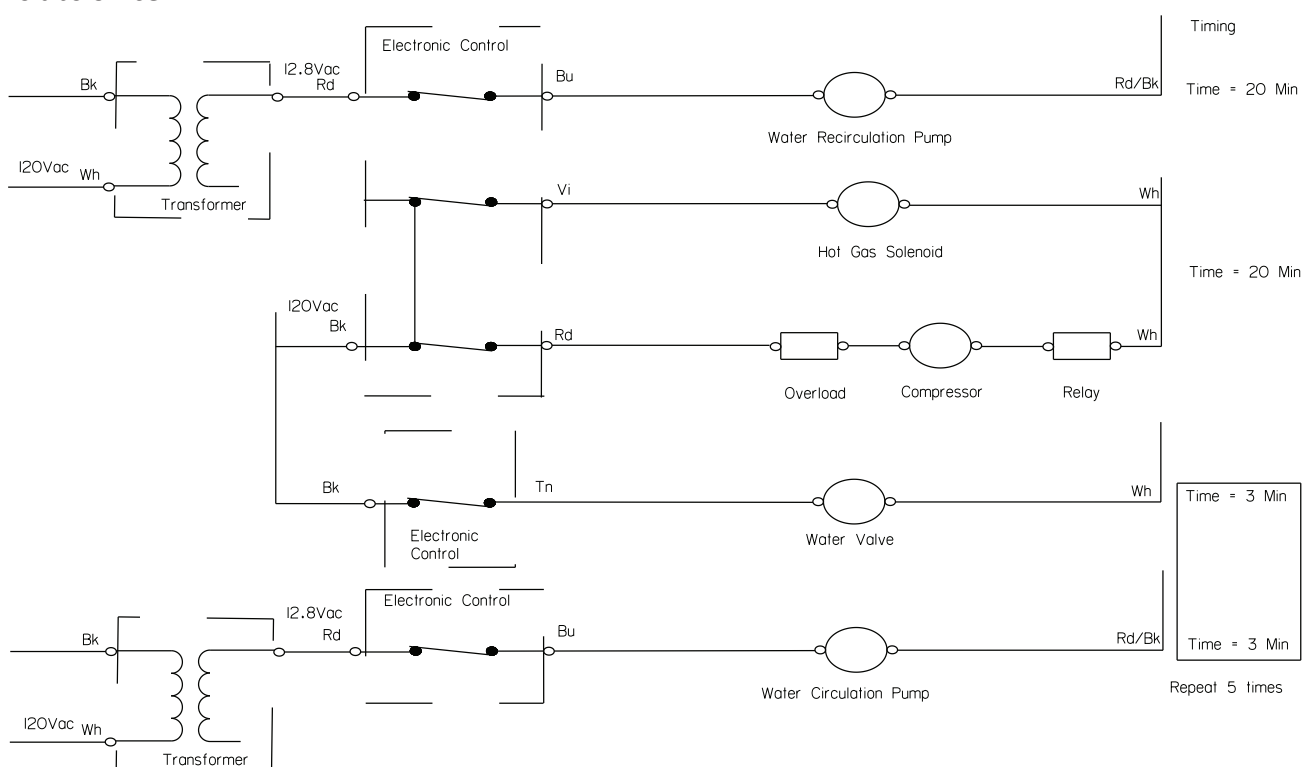 Timing
Electronic Control
12.8Vac
Bk
Rd
Bu
Rd/Bk
Time = 20 Min
Water Recirculation Pump
120Vac
Wh
Transformer
Vi
Wh
Hot Gas Solenoid
Time = 20 Min
120Vac
Bk
Rd
Wh
Overload
Compressor
Relay
Bk
Tn
Wh
Time = 3 Min
Electronic
Control
Water Valve
Electronic Control
12.8Vac
Bk
Rd
Bu
Rd/Bk
Time = 3 Min
Water Circulation Pump
Repeat 5 times
120Vac
Wh
Transformer